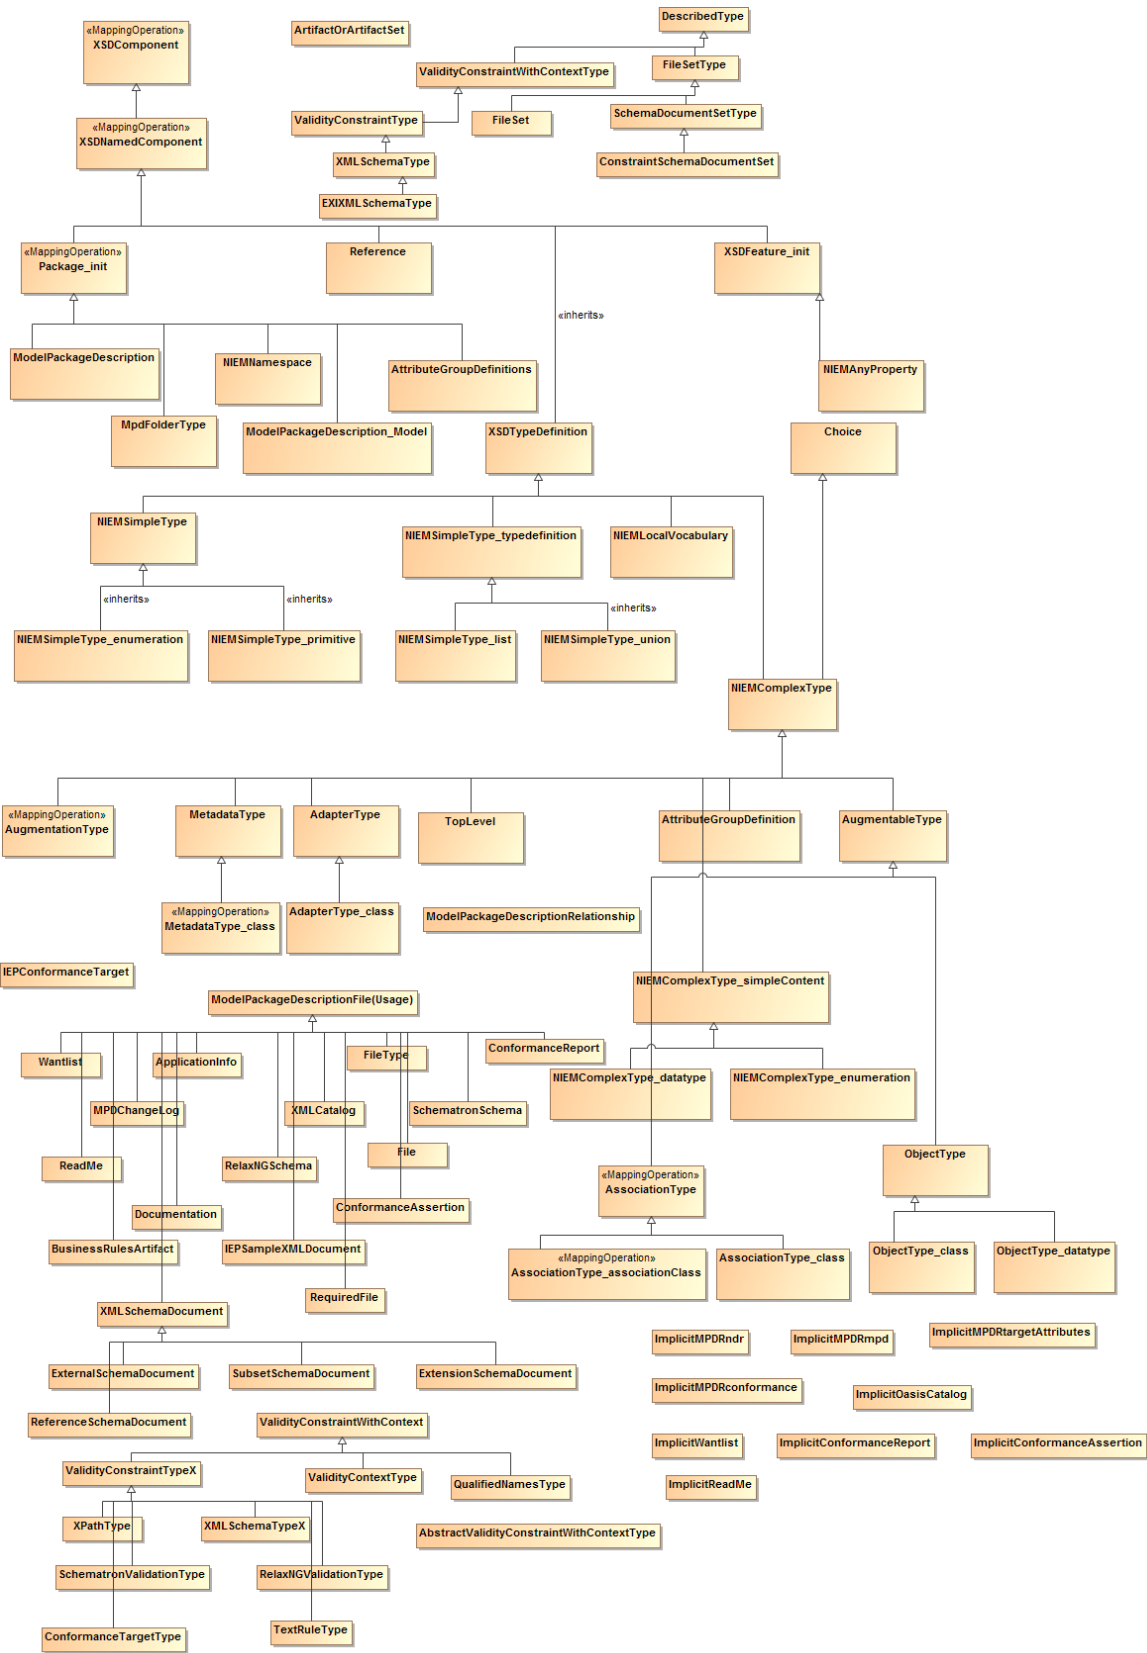 «MappingOperation»
XSDComponent
ArtifactOrArtifactSet
DescribedType
ValidityConstraintWithContextType
FileSetType
ValidityConstraintType
FileSet
SchemaDocumentSetType
«MappingOperation»
XSDNamedComponent
XMLSchemaType
ConstraintSchemaDocumentSet
EXIXMLSchemaType
«MappingOperation»
Package_init
Reference
XSDFeature_init
«inherits»
ModelPackageDescription
NIEMNamespace
AttributeGroupDefinitions
NIEMAnyProperty
MpdFolderType
ModelPackageDescription_Model
XSDTypeDefinition
Choice
NIEMSimpleType
NIEMSimpleType_typedefinition
NIEMLocalVocabulary
«inherits»
«inherits»
«inherits»
NIEMSimpleType_enumeration
NIEMSimpleType_primitive
NIEMSimpleType_list
NIEMSimpleType_union
NIEMComplexType
«MappingOperation»
AugmentationType
MetadataType
AdapterType
TopLevel
AttributeGroupDefinition
AugmentableType
«MappingOperation»
MetadataType_class
AdapterType_class
ModelPackageDescriptionRelationship
IEPConformanceTarget
NIEMComplexType_simpleContent
ModelPackageDescriptionFile(Usage)
Wantlist
ApplicationInfo
FileType
ConformanceReport
NIEMComplexType_datatype
NIEMComplexType_enumeration
MPDChangeLog
XMLCatalog
SchematronSchema
File
ObjectType
ReadMe
RelaxNGSchema
«MappingOperation»
AssociationType
Documentation
ConformanceAssertion
BusinessRulesArtifact
IEPSampleXMLDocument
«MappingOperation»
AssociationType_associationClass
AssociationType_class
ObjectType_class
ObjectType_datatype
RequiredFile
XMLSchemaDocument
ImplicitMPDRndr
ImplicitMPDRmpd
ImplicitMPDRtargetAttributes
ExternalSchemaDocument
SubsetSchemaDocument
ExtensionSchemaDocument
ImplicitMPDRconformance
ImplicitOasisCatalog
ReferenceSchemaDocument
ValidityConstraintWithContext
ImplicitWantlist
ImplicitConformanceReport
ImplicitConformanceAssertion
ValidityConstraintTypeX
ValidityContextType
QualifiedNamesType
ImplicitReadMe
XPathType
XMLSchemaTypeX
AbstractValidityConstraintWithContextType
SchematronValidationType
RelaxNGValidationType
ConformanceTargetType
TextRuleType